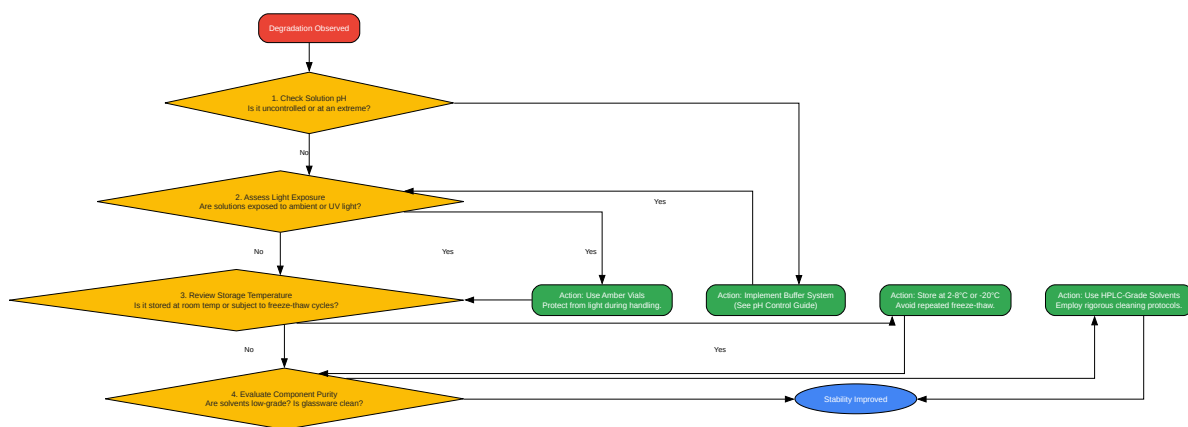 Degradation Observed
1. Check Solution pH
Is it uncontrolled or at an extreme?
No
2. Assess Light Exposure
Are solutions exposed to ambient or UV light?
Yes
No
Yes
Yes
3. Review Storage Temperature
Is it stored at room temp or subject to freeze-thaw cycles?
Action: Use Amber Vials
Protect from light during handling.
Action: Implement Buffer System
(See pH Control Guide)
Action: Store at 2-8°C or -20°C
Avoid repeated freeze-thaw.
Action: Use HPLC-Grade Solvents
Employ rigorous cleaning protocols.
No
Yes
4. Evaluate Component Purity
Are solvents low-grade? Is glassware clean?
Stability Improved